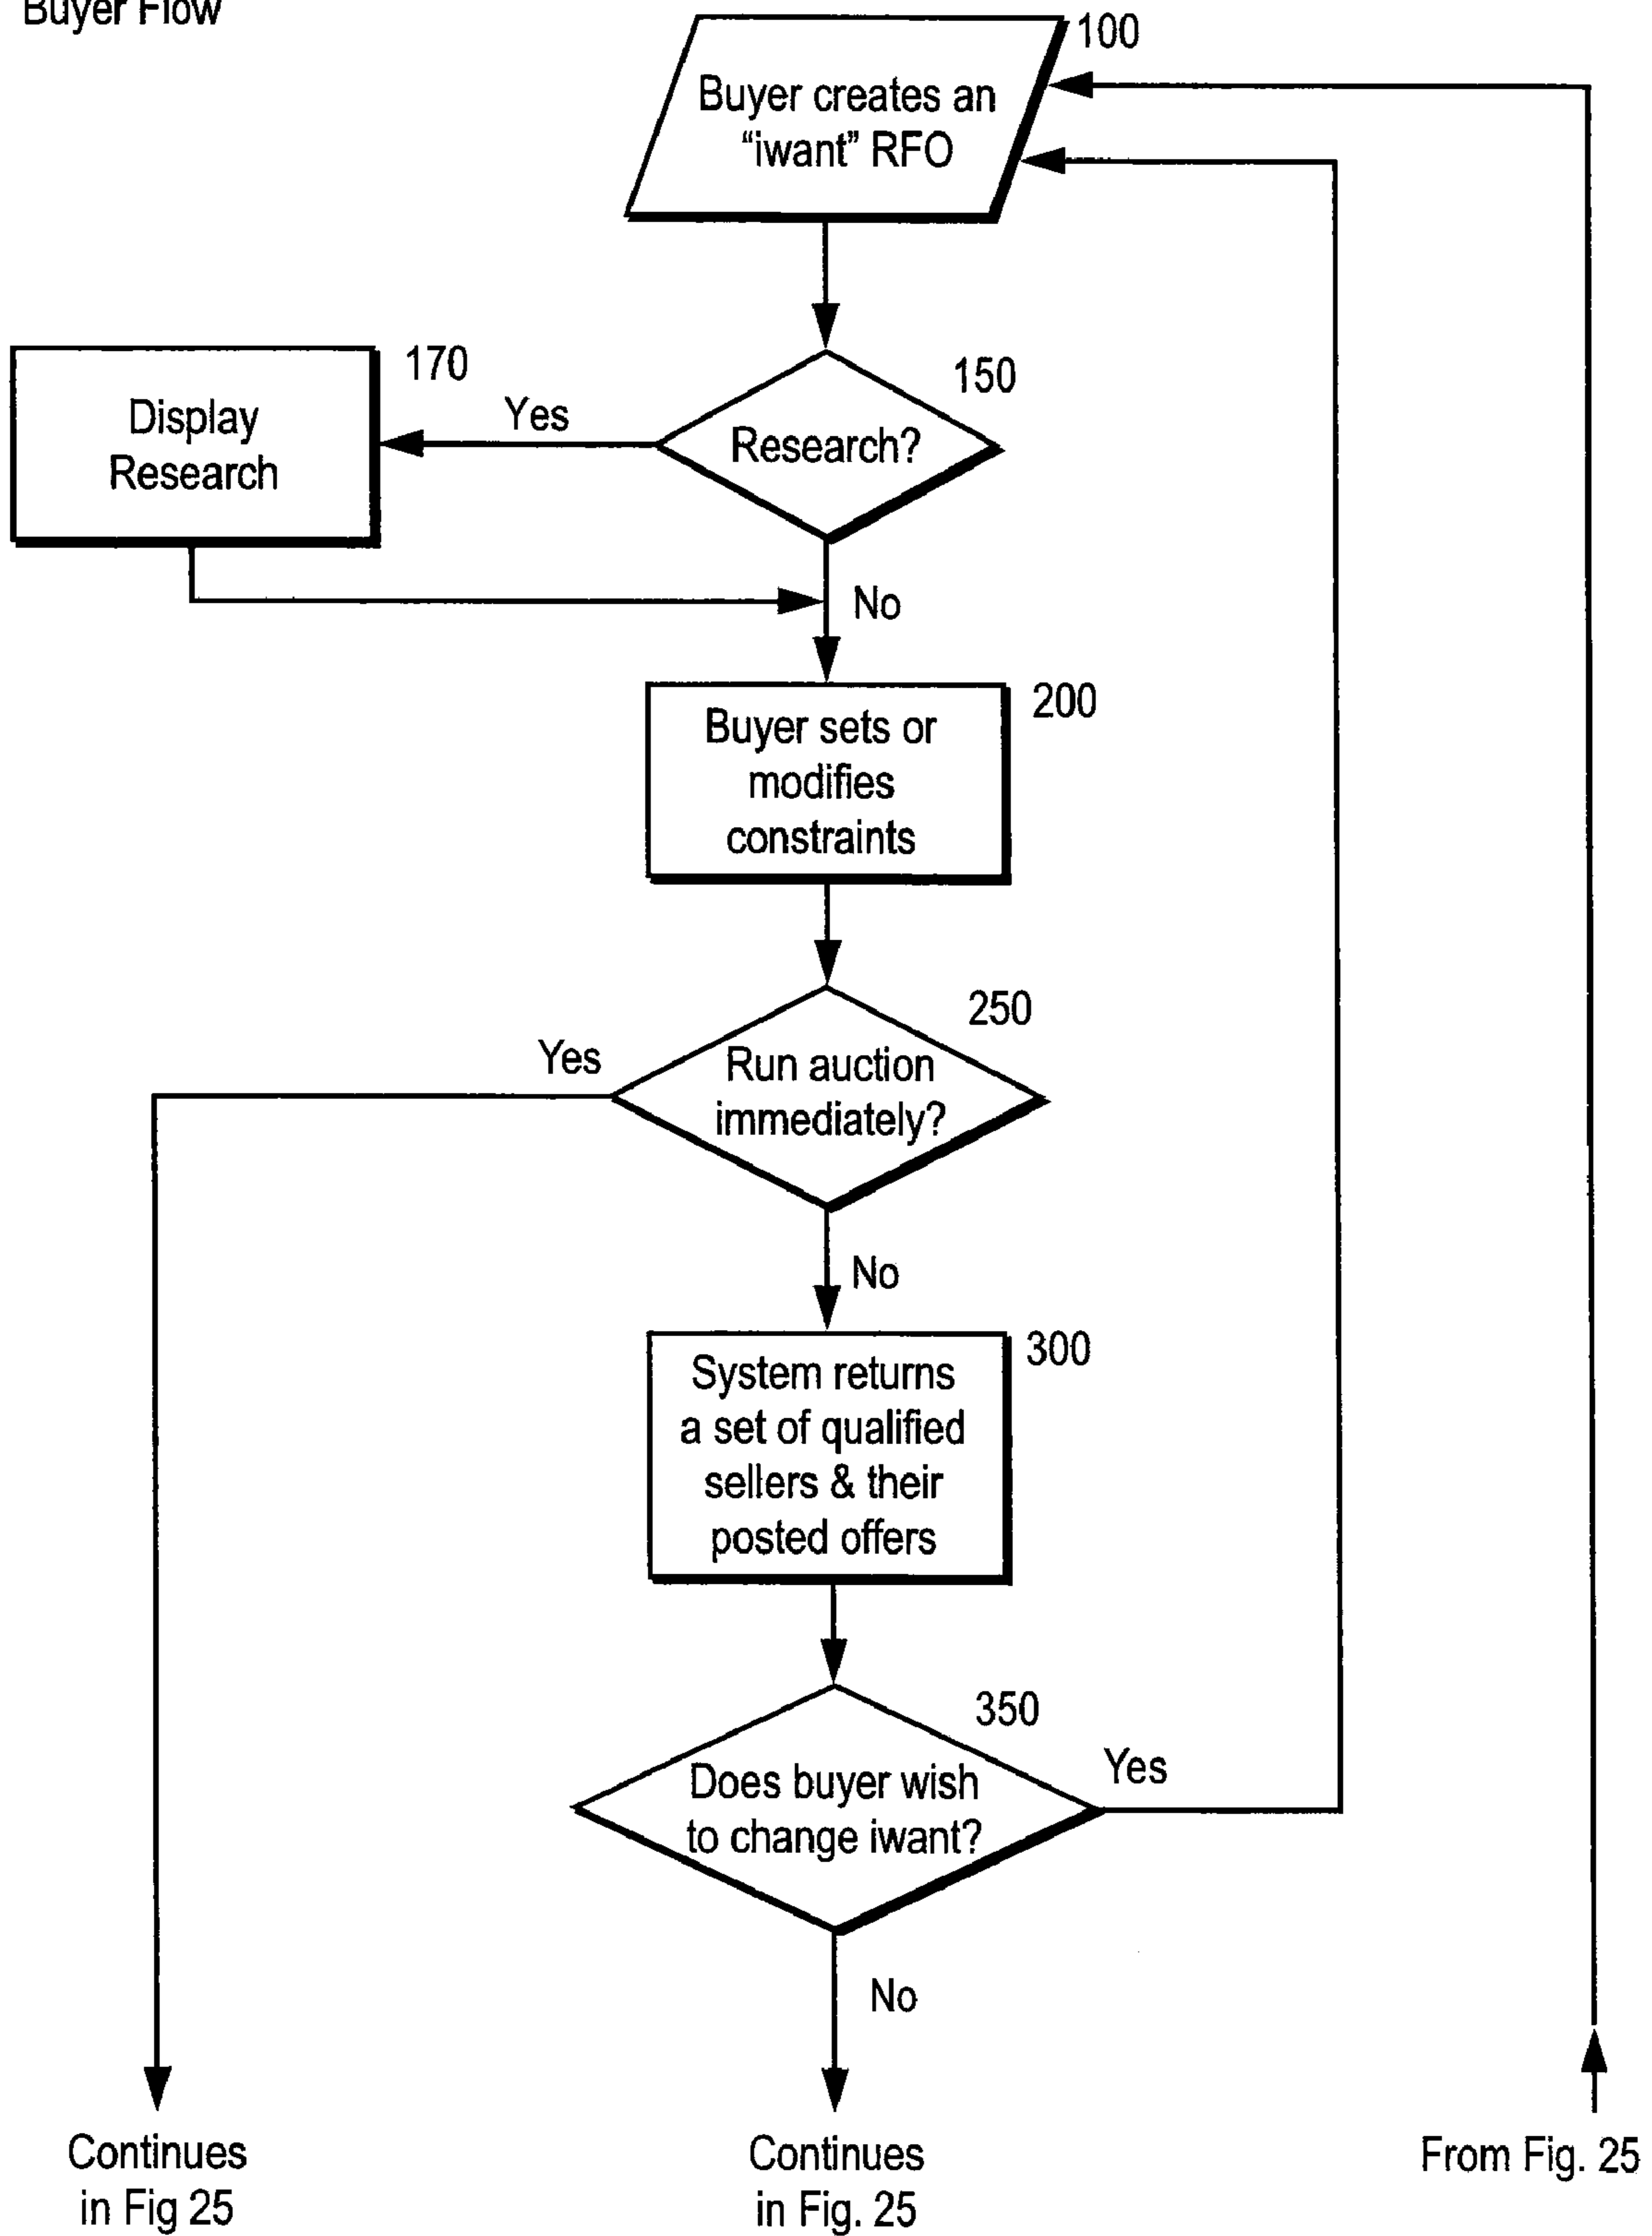 Buyer Flow
100
Buyer creates an
“iwant” RFO
150
Research?
Yes
170
Display
Research
No
200
Buyer sets or
modifies
constraints
250
Yes
Run auction
immediately?
No
300
System returns
a set of qualified
sellers & their
posted offers
350
Does buyer wish
to change iwant?
Yes
No
Continues
in Fig 25
Continues
in Fig. 25
From Fig. 25